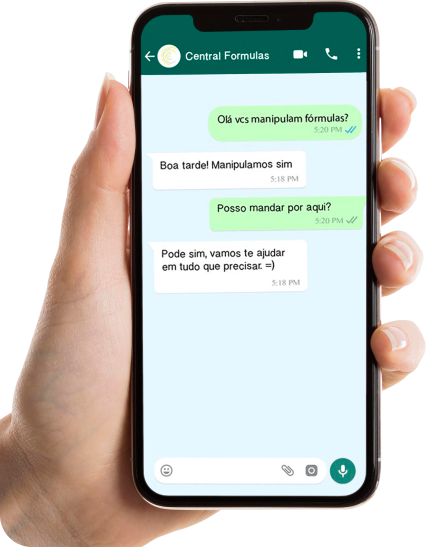 Central Formulas
Olá vcs manipulam fórmulas?
5:20 PM
Boa tarde! Manipulamos sim
5:18 PM
Posso mandar por aqui?
5:20 PM
Pode sim, vamos te ajudar
em tudo que precisar. =)
5:18 PM